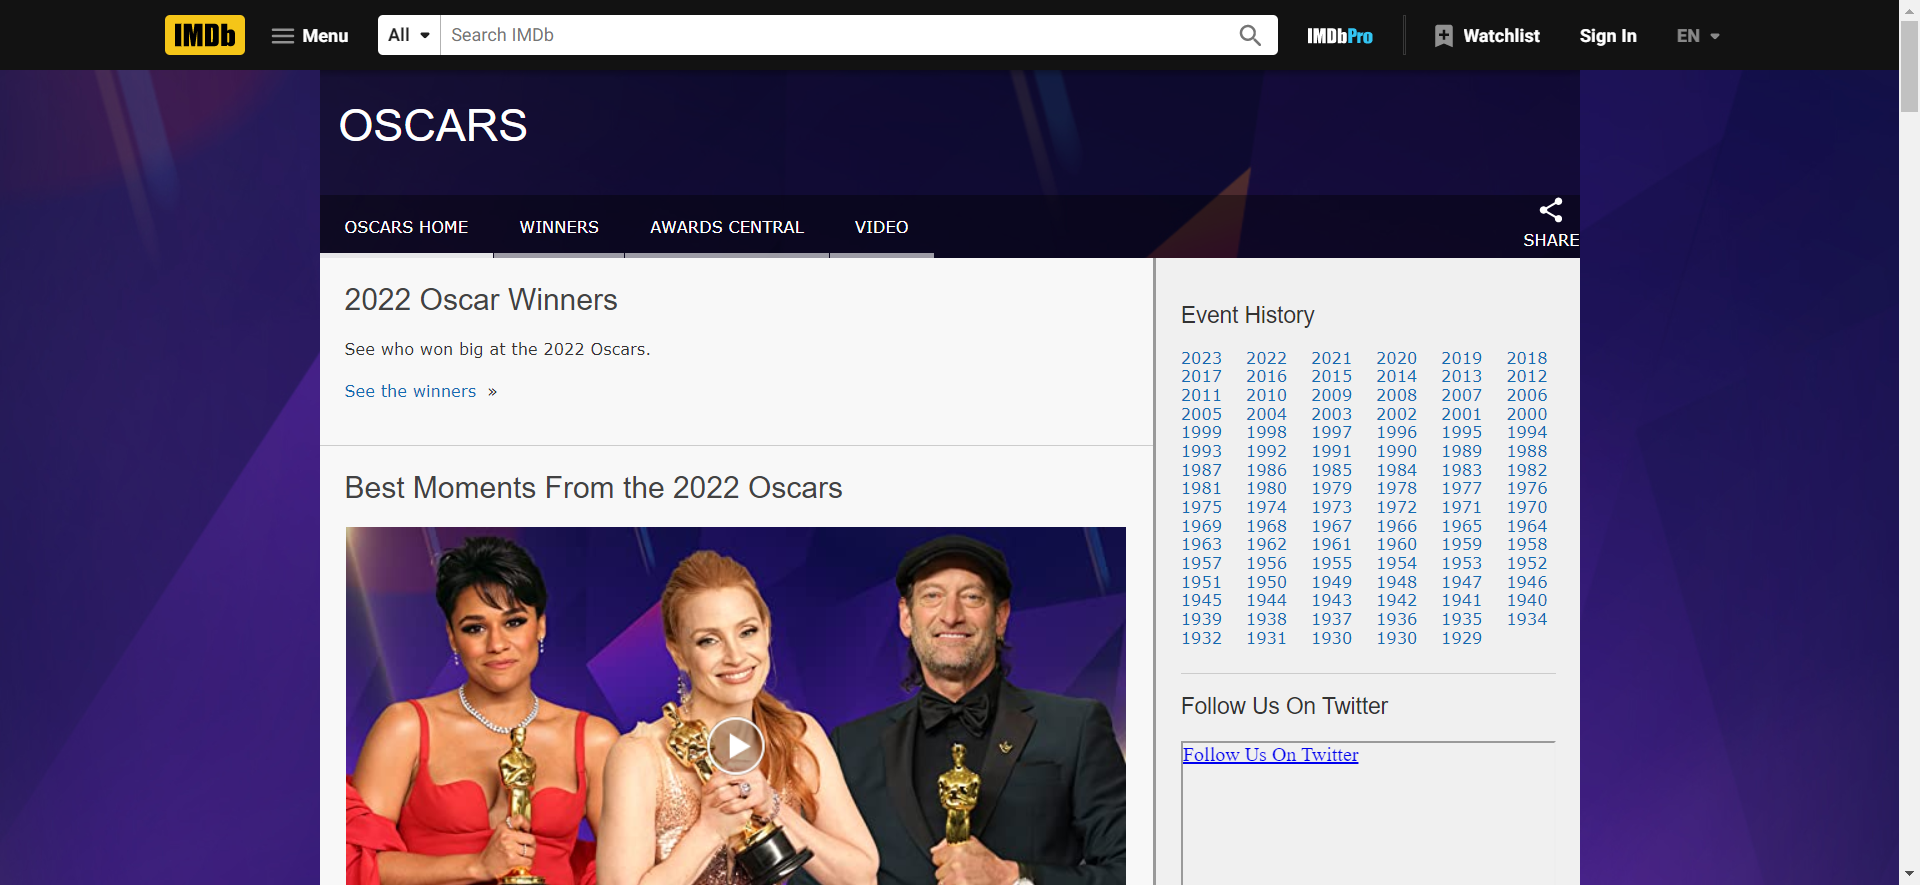 IMDb Menu All Search IMDb IMDbPro Watchlist Sign In EN
OSCARS
OSCARS HOME WINNERS AWARDS CENTRAL VIDEO
SHARE
2022 Oscar Winners
See who won big at the 2022 Oscars.
See the winners »
Best Moments From the 2022 Oscars
Event History
2023 2022 2021 2020 2019 2018
2017 2016 2015 2014 2013 2012
2011 2010 2009 2008 2007 2006
2005 2004 2003 2002 2001 2000
1999 1998 1997 1996 1995 1994
1993 1992 1991 1990 1989 1988
1987 1986 1985 1984 1983 1982
1981 1980 1979 1978 1977 1976
1975 1974 1973 1972 1971 1970
1969 1968 1967 1966 1965 1964
1963 1962 1961 1960 1959 1958
1957 1956 1955 1954 1953 1952
1951 1950 1949 1948 1947 1946
1945 1944 1943 1942 1941 1940
1939 1938 1937 1936 1935 1934
1932 1931 1930 1930 1929
Follow Us On Twitter
Follow Us On Twitter